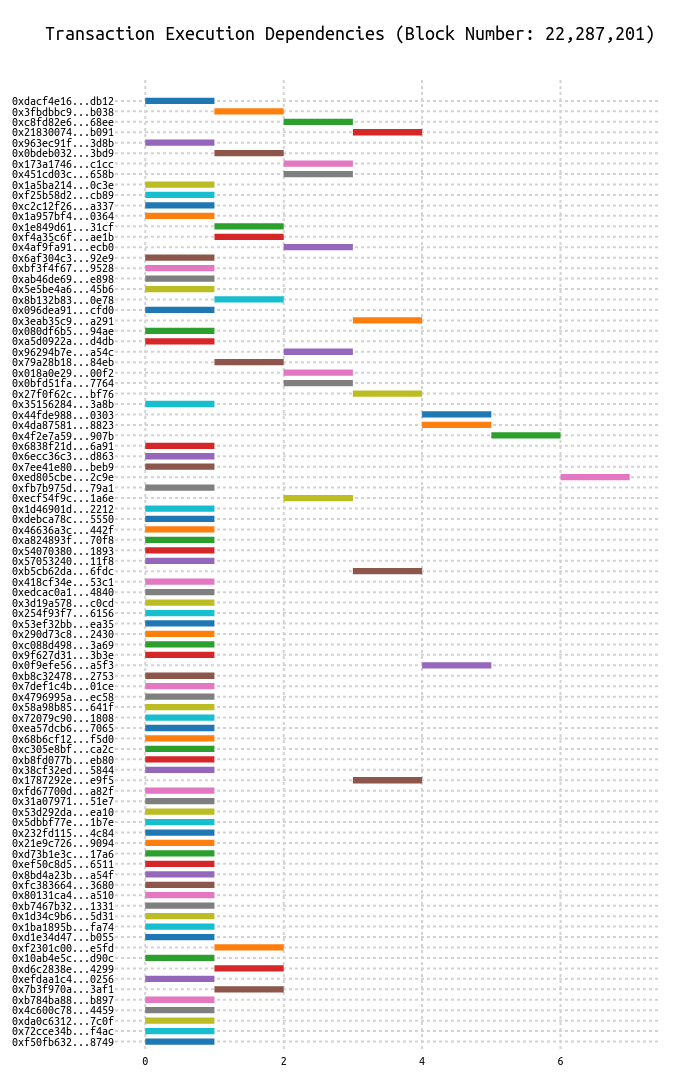 Transaction Execution Dependencies (Block Number: 22,287,201)
0xdacf4e16...db12
0x3fbdbbc9...b038
0xc8fd82e6...68ee
0x21830074...b091
0x963ec91f...3d8b
0x0bdeb032...3bd9
0x173a1746...c1cc
0x451cd03c...658b
0x1a5ba214...0c3e
0xf25b58d2...cb89
0xc2c12f26...a337
0x1a957bf4...0364
0x1e849d61...31cf
0xf4a35c6f...ae1b
0x4af9fa91...ecb0
0x6af304c3...92e9
0xbf3f4f67...9528
0xab46de69...e898
0x5e5be4a6...45b6
0x8b132b83...0e78
0x096dea91...cfd0
0x3eab35c9...a291
0x080df6b5...94ae
0xa5d0922a...d4db
0x96294b7e...a54c
0x79a28b18...84eb
0x018a0e29...00f2
0x0bfd51fa...7764
0x27f0f62c...bf76
0x35156284...3a8b
0x44fde988...0303
0x4da87581...8823
0x4f2e7a59...907b
0x6838f21d...6a91
0x6ecc36c3...d863
0x7ee41e80...beb9
0xed805cbe...2c9e
0xfb7b975d...79a1
0xecf54f9c...1a6e
0x1d46901d...2212
0xdebca78c...5550
0x46636a3c...442f
0xa824893f...70f8
0x54070380...1893
0x57053240...11f8
0xb5cb62da...6fdc
0x418cf34e...53c1
0xedcac0a1...4840
0x3d19a578...c0cd
0x254f93f7...6156
0x53ef32bb...ea35
0x290d73c8...2430
0xc088d498...3a69
0x9f627d31...3b3e
0x0f9efe56...a5f3
0xb8c32478...2753
0x7def1c4b...01ce
0x4796995a...ec58
0x58a98b85...641f
0x72079c90...1808
0xea57dcb6...7065
0x68b6cf12...f5d0
0xc305e8bf...ca2c
0xb8fd077b...eb80
0x38cf32ed...5844
0x1787292e...e9f5
0xfd67700d...a82f
0x31a07971...51e7
0x53d292da...ea10
0x5dbbf77e...1b7e
0x232fd115...4c84
0x21e9c726...9094
0xd73b1e3c...17a6
0xef50c8d5...6511
0x8bd4a23b...a54f
0xfc383664...3680
0x80131ca4...a510
0xb7467b32...1331
0x1d34c9b6...5d31
0x1ba1895b...fa74
0xd1e34d47...b055
0xf2301c00...e5fd
0x10ab4e5c...d90c
0xd6c2838e...4299
0xefdaa1c4...0256
0x7b3f970a...3af1
0xb784ba88...b897
0x4c600c78...4459
0xda0c6312...7c0f
0x72cce34b...f4ac
0xf50fb632...8749
0 2 4 6